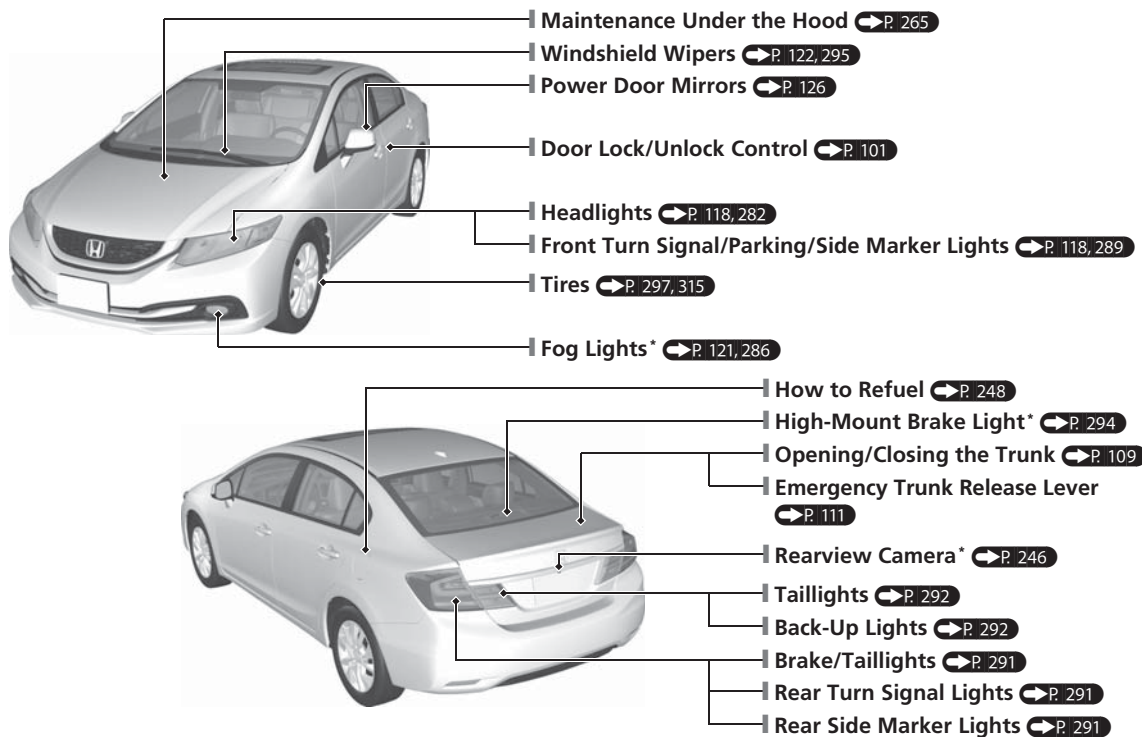 Maintenance Under the Hood P. 265
Windshield Wipers P. 122, 295
Power Door Mirrors P. 126
Door Lock/Unlock Control P. 101
Headlights P. 118, 282
Front Turn Signal/Parking/Side Marker Lights P. 118, 289
Tires P. 297, 315
Fog Lights* P. 121, 286
How to Refuel P. 248
High-Mount Brake Light* P. 294
Opening/Closing the Trunk P. 109
Emergency Trunk Release Lever
P. 111
Rearview Camera* P. 246
Taillights P. 292
Back-Up Lights P. 292
Brake/Taillights P. 291
Rear Turn Signal Lights P. 291
Rear Side Marker Lights P. 291